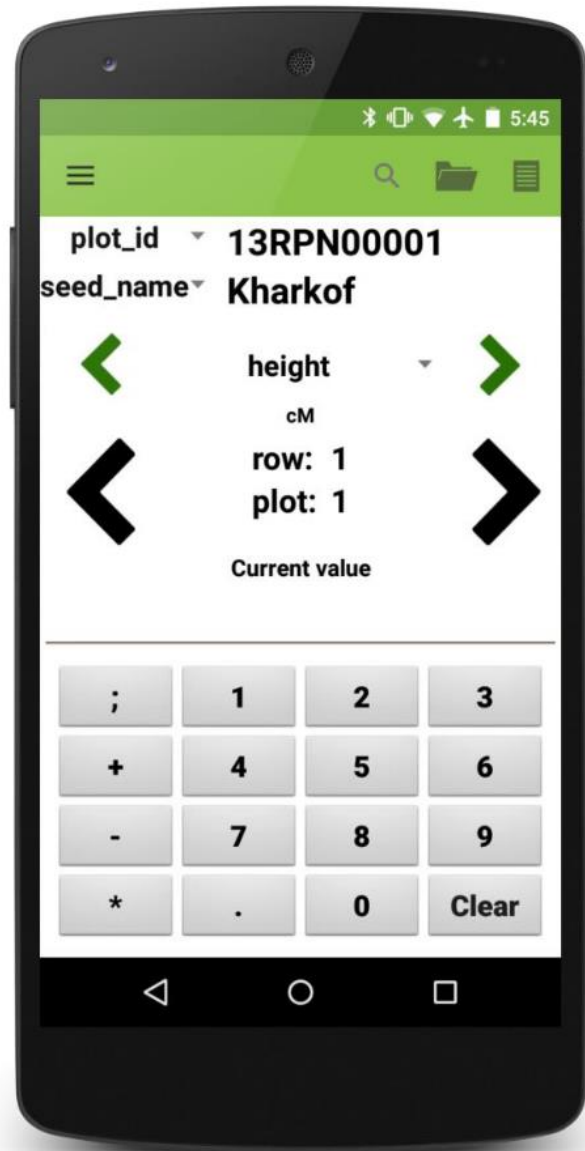 5:45
plot_id 13RPN00001
seed_name Kharkof
height
cM
row: 1
plot: 1
Current value
; 1 2 3
+ 4 5 6
- 7 8 9
* . 0 Clear